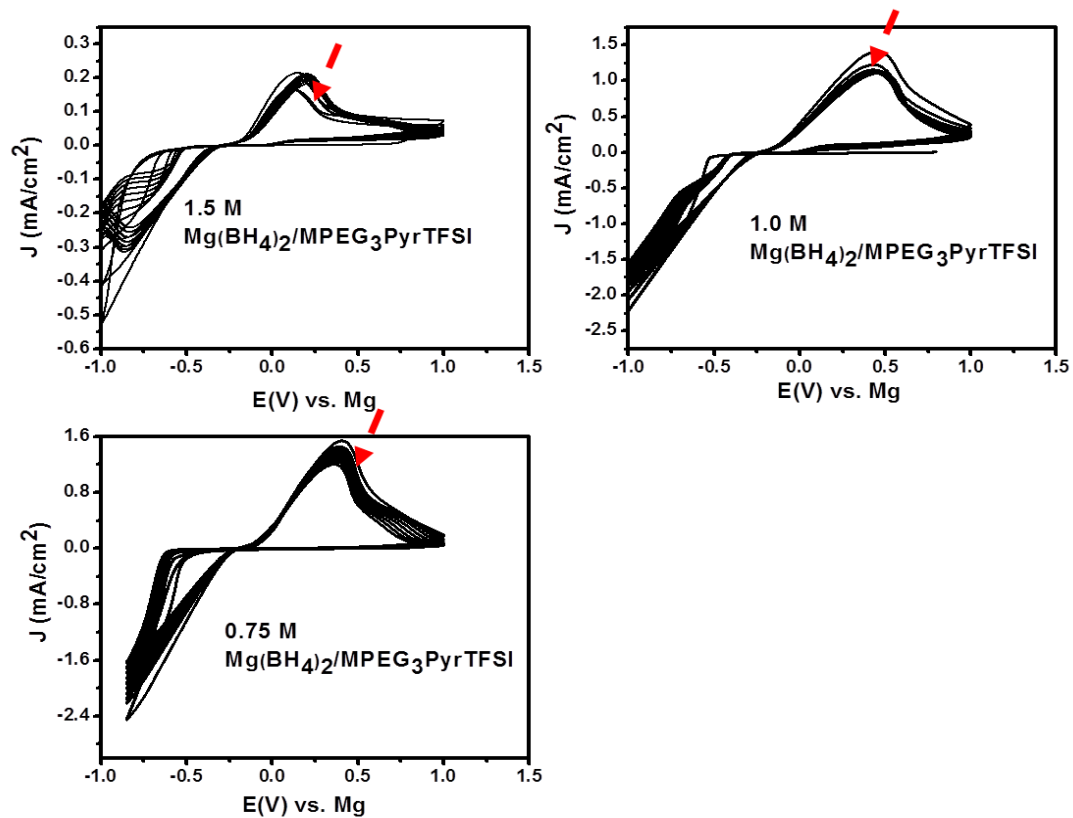 0.3
0.2
0.1
0.0
-0.1
-0.2
-0.3
-0.4
-0.5
-0.6
J (mA/cm²)
1.5 M
Mg(BH₄)₂/MPEG₃PyrTFSI
-1.0 -0.5 0.0 0.5 1.0 1.5
E(V) vs. Mg
1.5
1.0
0.5
0.0
-0.5
-1.0
-1.5
-2.0
-2.5
J (mA/cm²)
1.0 M
Mg(BH₄)₂/MPEG₃PyrTFSI
-1.0 -0.5 0.0 0.5 1.0 1.5
E(V) vs. Mg
1.6
0.8
0.0
-0.8
-1.6
-2.4
J (mA/cm²)
0.75 M
Mg(BH₄)₂/MPEG₃PyrTFSI
-1.0 -0.5 0.0 0.5 1.0 1.5
E(V) vs. Mg